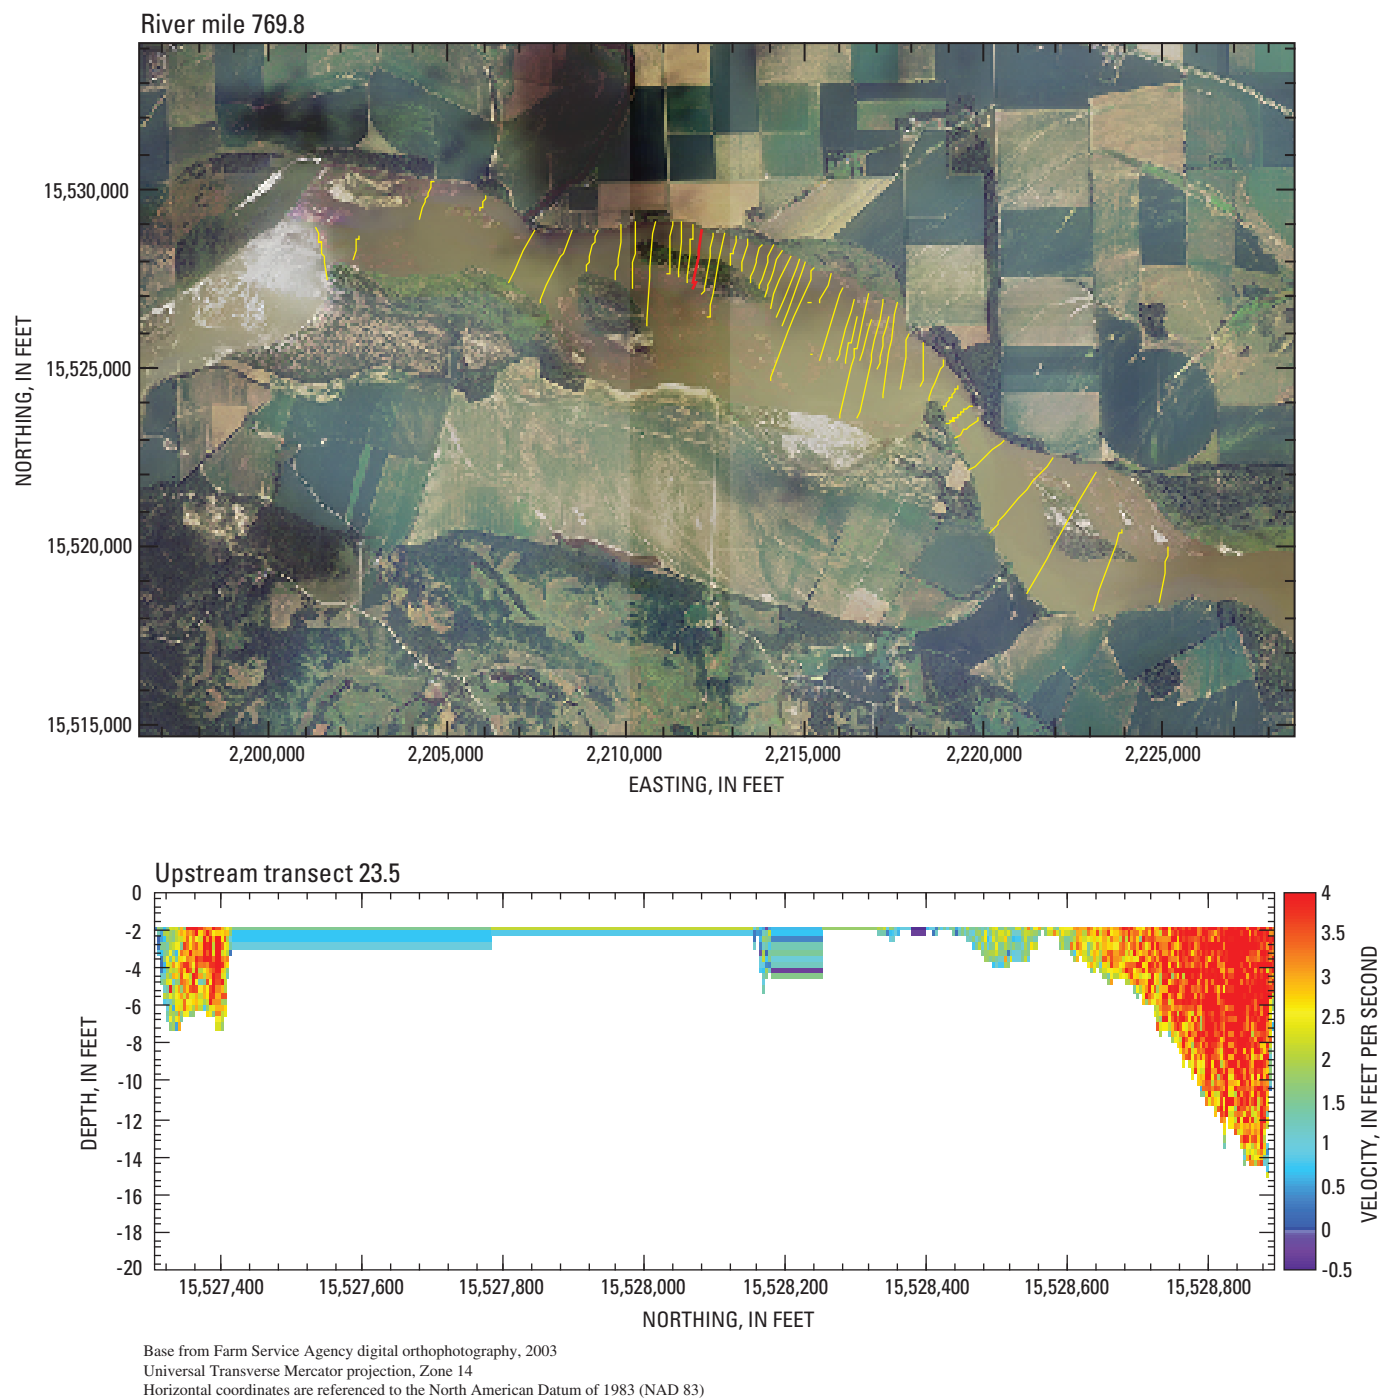 River mile 769.8
15,530,000
15,525,000
15,520,000
15,515,000
NORTHING, IN FEET
2,200,000 2,205,000 2,210,000 2,215,000 2,220,000 2,225,000
EASTING, IN FEET
Upstream transect 23.5
0
-2
-4
-6
-8
-10
-12
-14
-16
-18
-20
DEPTH, IN FEET
15,527,400 15,527,600 15,527,800 15,528,000 15,528,200 15,528,400 15,528,600 15,528,800
NORTHING, IN FEET
4
3.5
3
2.5
2
1.5
1
0.5
0
-0.5
VELOCITY, IN FEET PER SECOND
Base from Farm Service Agency digital orthophotography, 2003
Universal Transverse Mercator projection, Zone 14
Horizontal coordinates are referenced to the North American Datum of 1983 (NAD 83)